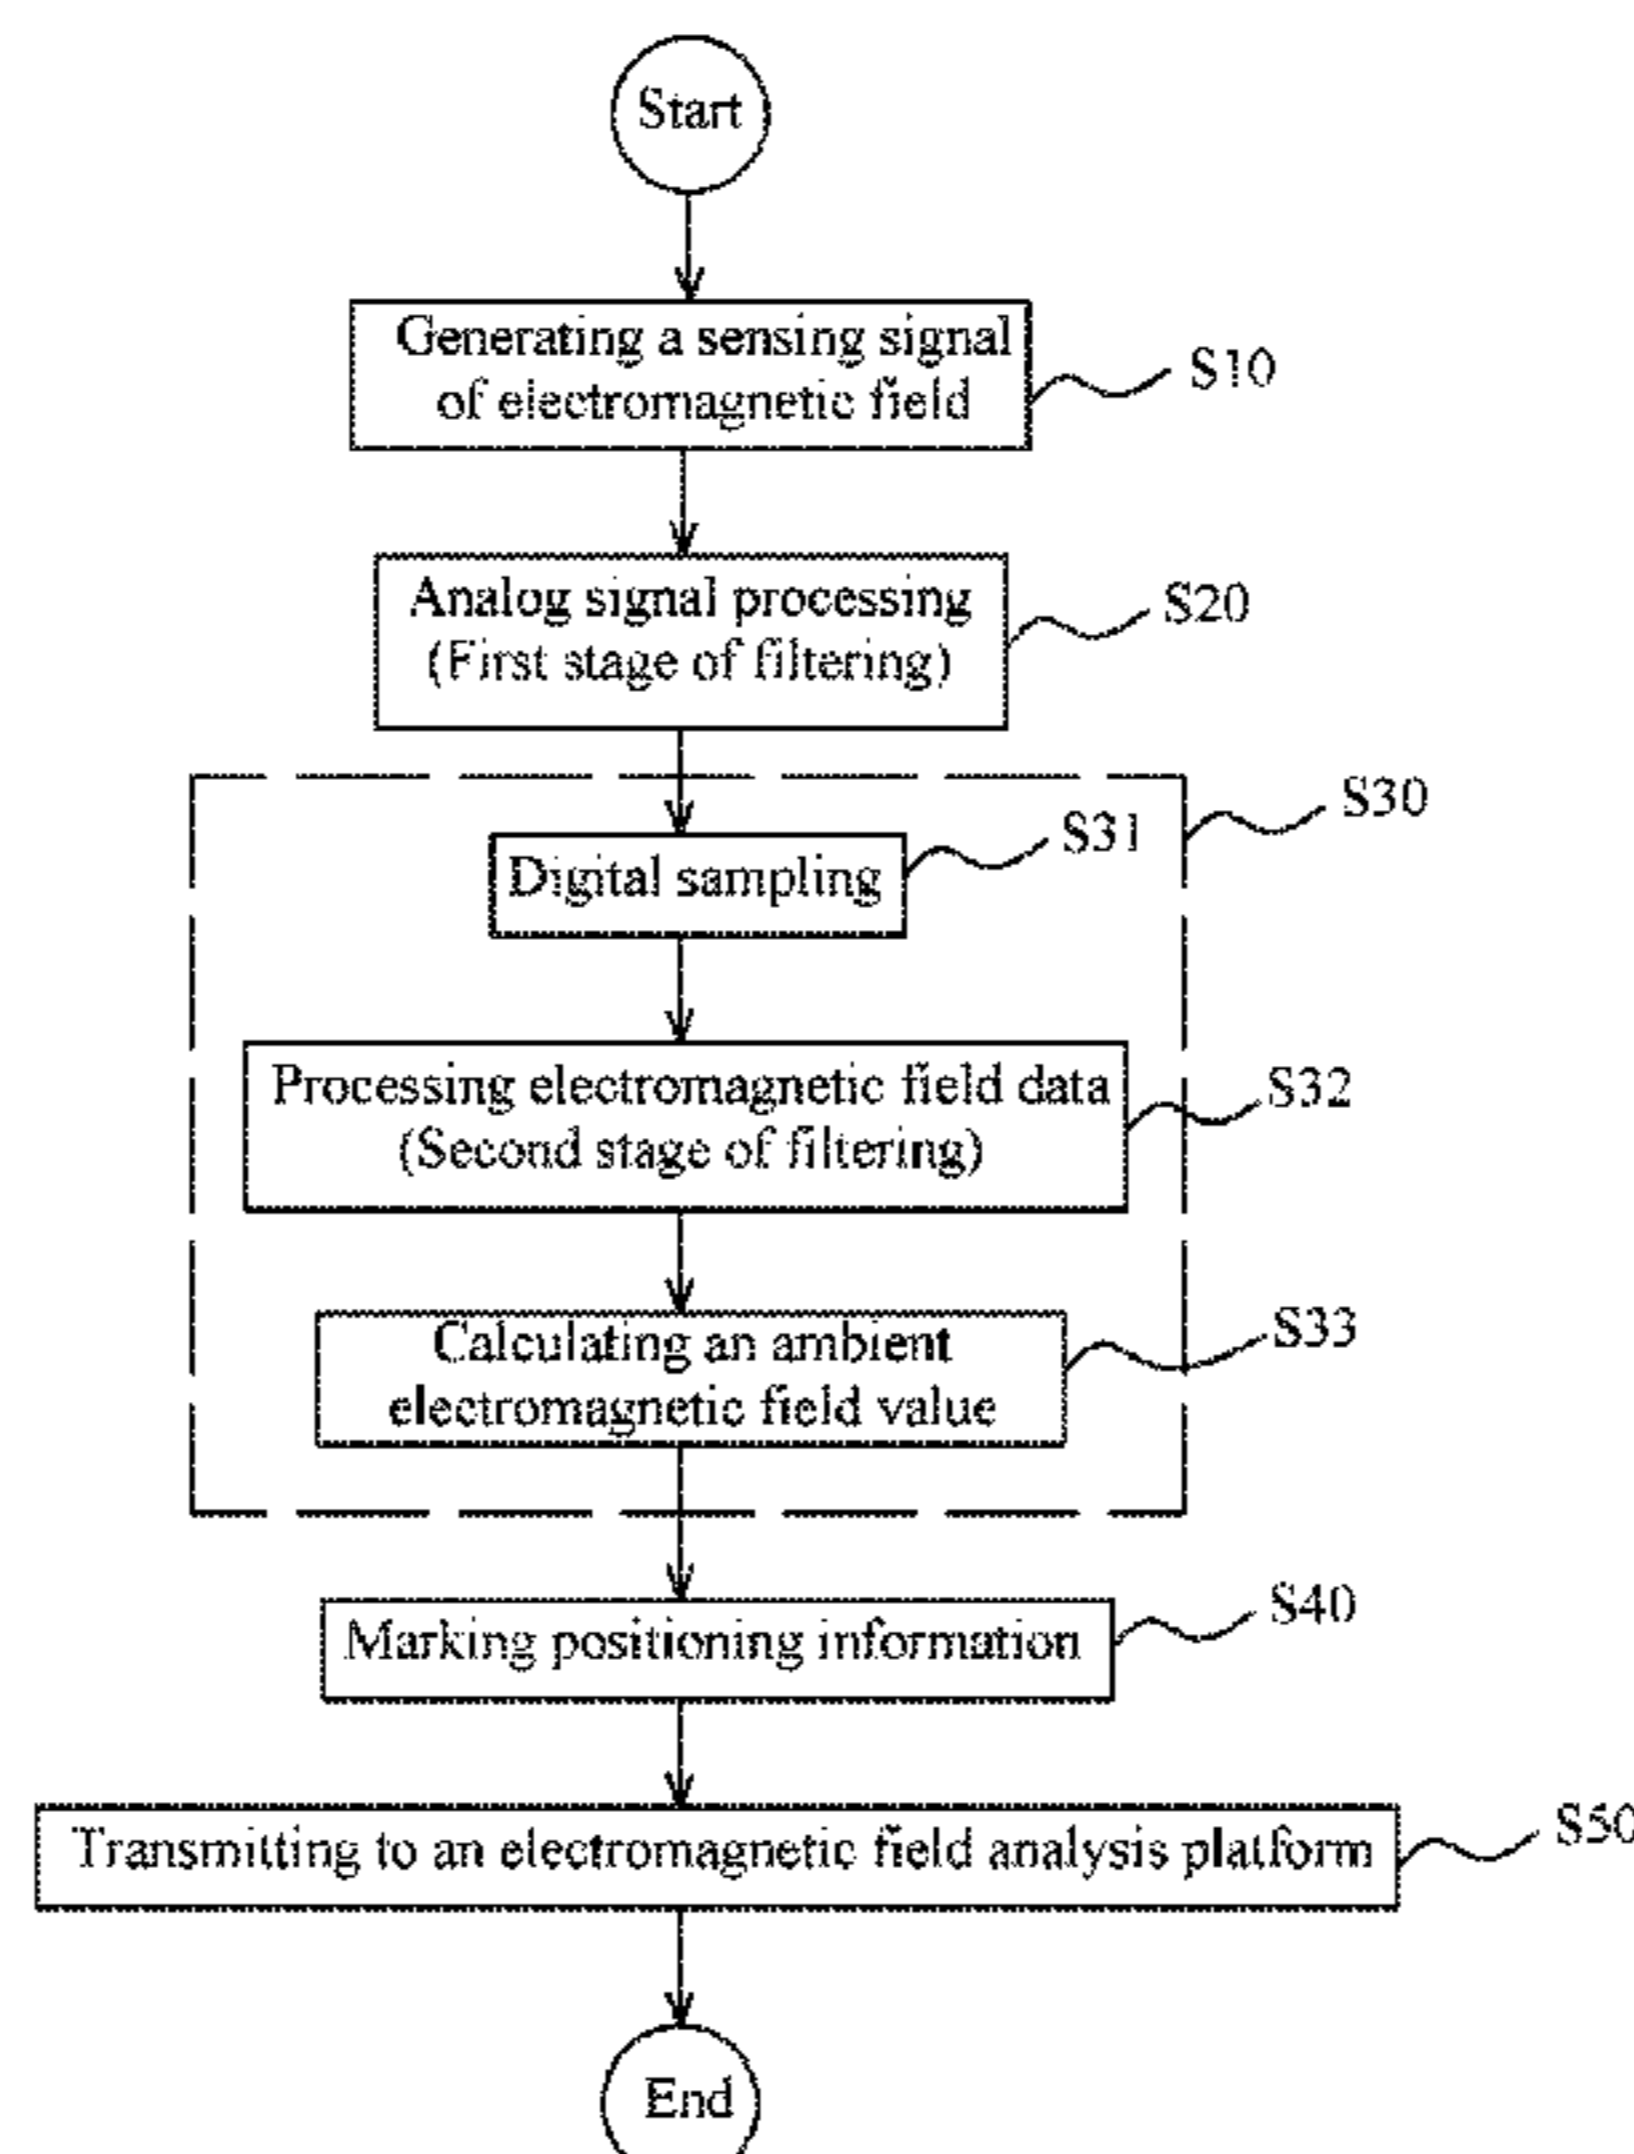 Start
Generating a sensing signal
of electromagnetic field
S10
Analog signal processing
(First stage of filtering)
S20
S30
S31
Digital sampling
Processing electromagnetic field data
(Second stage of filtering)
S32
Calculating an ambient
electromagnetic field value
S33
Marking positioning information
S40
Transmitting to an electromagnetic field analysis platform
S50
End